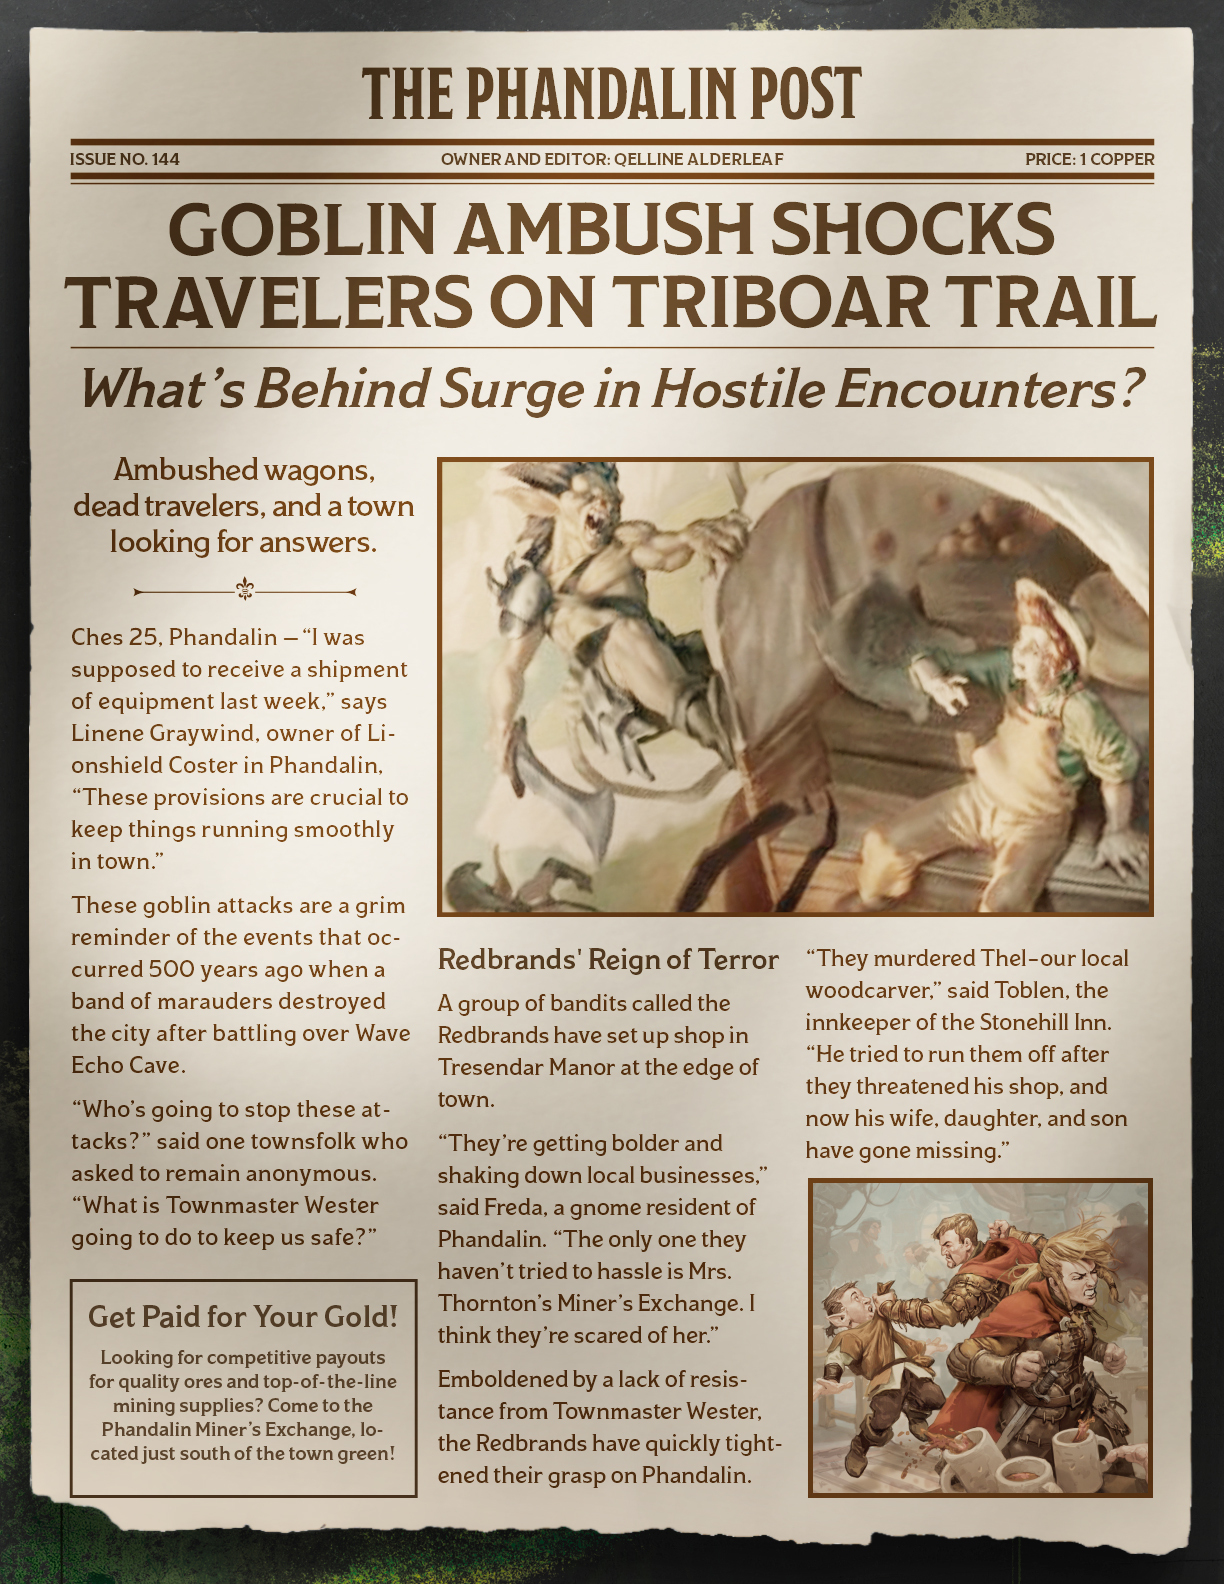 THE PHANDALIN POST
ISSUE NO. 144
OWNER AND EDITOR: QELLINE ALDERLEAF
PRICE: 1 COPPER
GOBLIN AMBUSH SHOCKS
TRAVELERS ON TRIBOAR TRAIL
What's Behind Surge in Hostile Encounters?
Ambushed wagons,
dead travelers, and a town
looking for answers.
Ches 25, Phandalin — “I was
supposed to receive a shipment
of equipment last week,” says
Linene Graywind, owner of Li-
onshield Coster in Phandalin,
“These provisions are crucial to
keep things running smoothly
in town.”
These goblin attacks are a grim
reminder of the events that oc-
curred 500 years ago when a
band of marauders destroyed
the city after battling over Wave
Echo Cave.
“Who’s going to stop these at-
tacks?” said one townsfolk who
asked to remain anonymous.
“What is Townmaster Wester
going to do to keep us safe?”
Get Paid for Your Gold!
Looking for competitive payouts
for quality ores and top-of-the-line
mining supplies? Come to the
Phandalin Miner’s Exchange, lo-
cated just south of the town green!
Redbrands' Reign of Terror
A group of bandits called the
Redbrands have set up shop in
Tresendar Manor at the edge of
town.
“They’re getting bolder and
shaking down local businesses,”
said Freda, a gnome resident of
Phandalin. “The only one they
haven’t tried to hassle is Mrs.
Thornton’s Miner’s Exchange. I
think they’re scared of her.”
Emboldened by a lack of resis-
tance from Townmaster Wester,
the Redbrands have quickly tight-
ened their grasp on Phandalin.
“They murdered Thel–our local
woodcarver,” said Toblen, the
innkeeper of the Stonehill Inn.
“He tried to run them off after
they threatened his shop, and
now his wife, daughter, and son
have gone missing.”